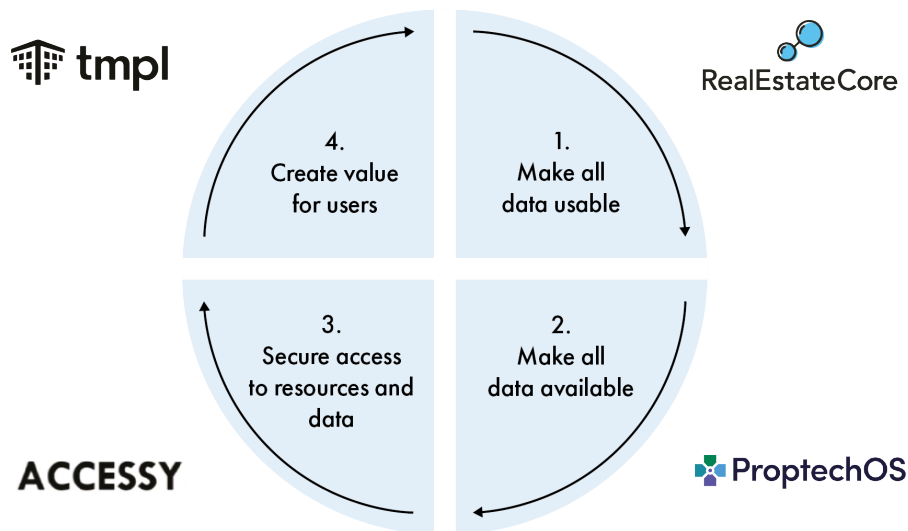 tmpl
RealEstateCore
4.
Create value
for users
1.
Make all
data usable
3.
Secure access
to resources and
data
2.
Make all
data available
ACCESSY
ProptechOS